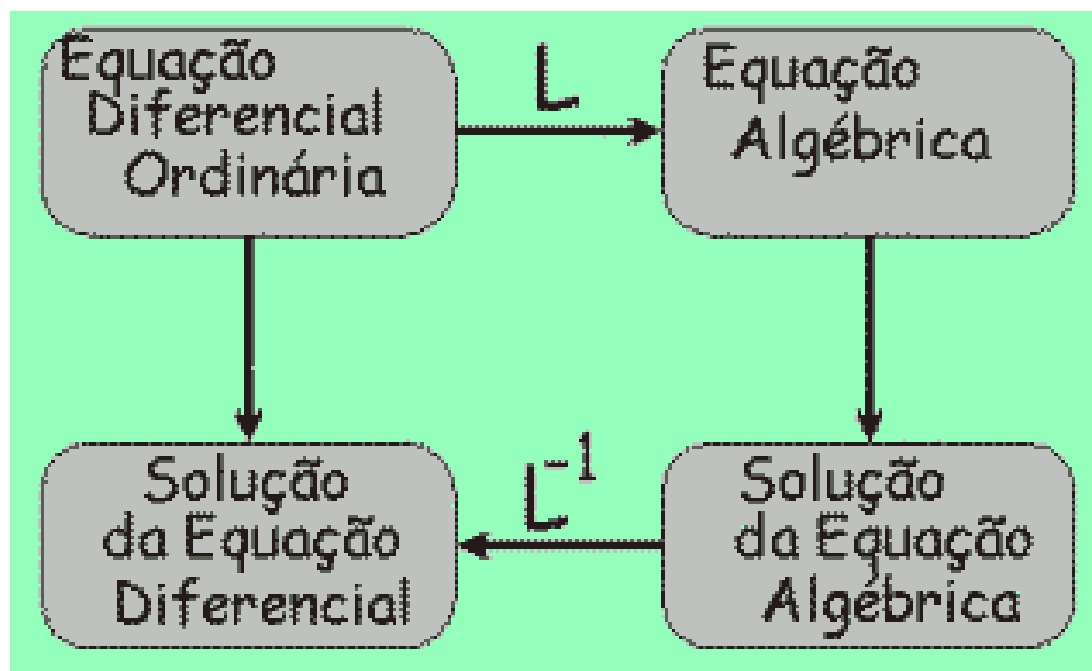 Equação
Diferencial
Ordinária
L
Equação
Algébrica
Solução
da Equação
Diferencial
L⁻¹
Solução
da Equação
Algébrica